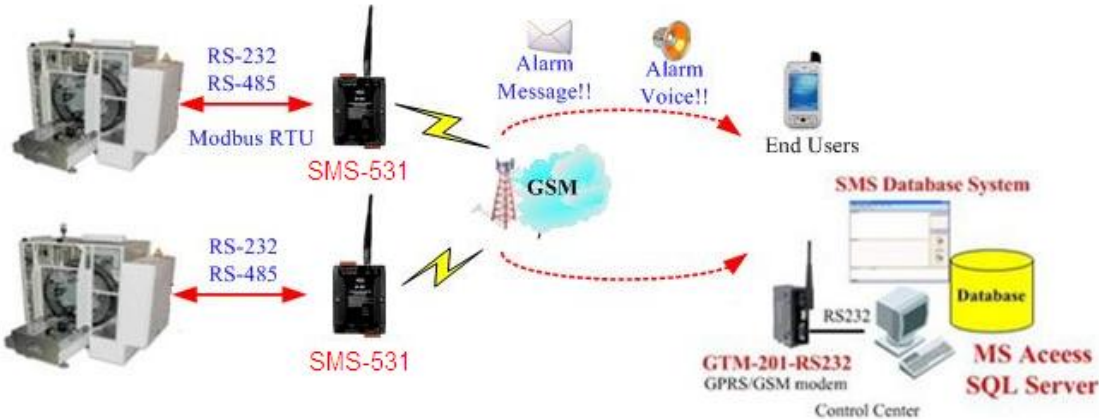 RS-232
RS-485
Modbus RTU
SMS-531
Alarm
Message!!
Alarm
Voice!!
End Users
GSM
RS-232
RS-485
SMS-531
SMS Database System
Database
RS232
GTM-201-RS232
GPRS/GSM modem
MS Aceess
SQL Server
Control Center